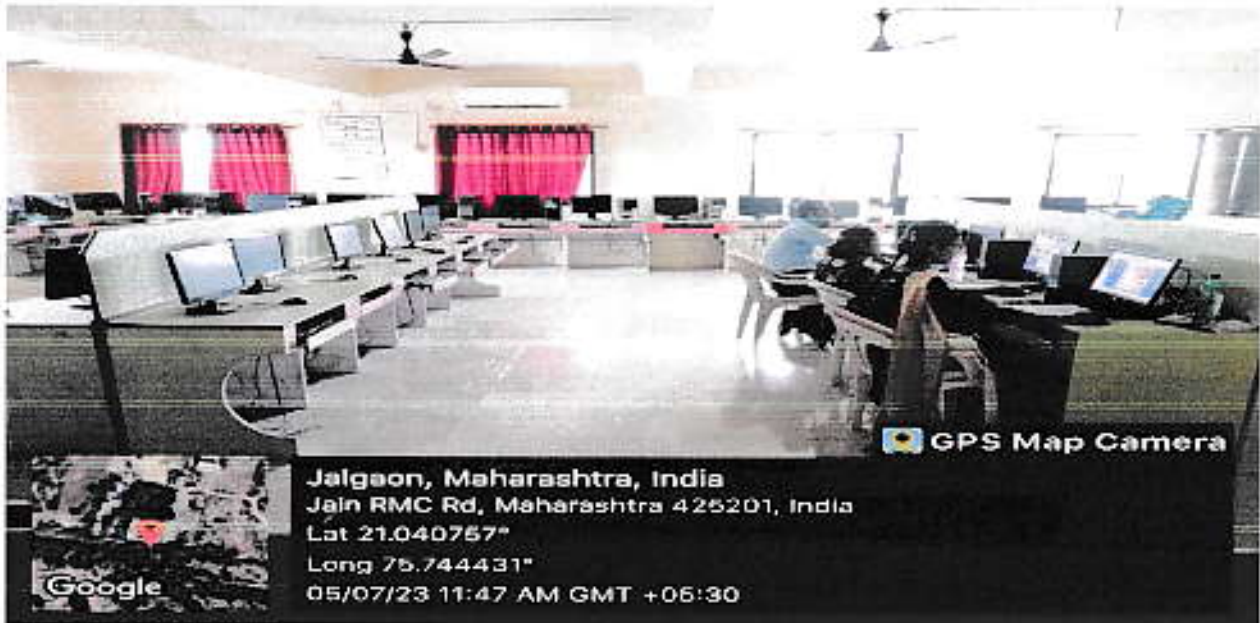 GPS Map Camera
Jalgaon, Maharashtra, India
Jain RMC Rd, Maharashtra 425201, India
Lat 21.040757°
Long 75.744431°
05/07/23 11:47 AM GMT +05:30
Google